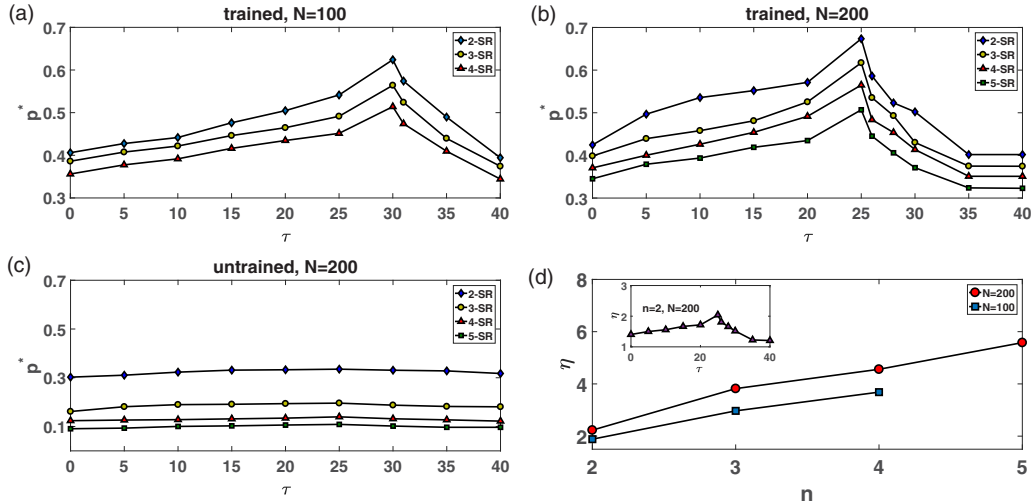 (a)
trained, N=100
0.7
0.6
0.5
0.4
0.3
p*
2-SR
3-SR
4-SR
0 5 10 15 20 25 30 35 40
τ
(b)
trained, N=200
0.7
0.6
0.5
0.4
0.3
p*
2-SR
3-SR
4-SR
5-SR
0 5 10 15 20 25 30 35 40
τ
(c)
untrained, N=200
0.7
0.5
0.3
0.1
p*
2-SR
3-SR
4-SR
5-SR
0 5 10 15 20 25 30 35 40
τ
(d)
8
6
4
2
η
N=200
N=100
3
2
1
η
n=2, N=200
0 20 40
τ
2 3 4 5
n